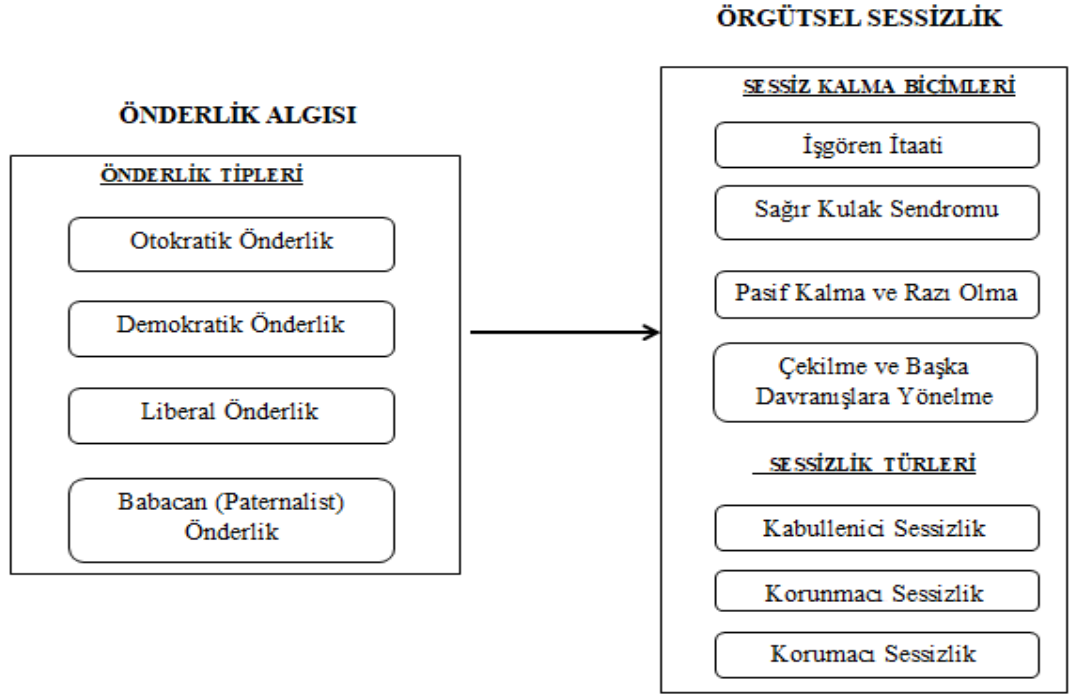 ÖNDERLİK ALGISI
ÖNDERLİK TİPLERİ
Otokratik Önderlik
Demokratik Önderlik
Liberal Önderlik
Babacan (Paternalist)
Önderlik
ÖRGÜTSEL SESSİZLİK
SESSİZ KALMA BİÇİMLERİ
İşgören İtaati
Sağır Kulak Sendromu
Pasif Kalma ve Razı Olma
Çekilme ve Başka
Davranışlara Yönelme
SESSİZLİK TÜRLERİ
Kabullenici Sessizlik
Korunmacı Sessizlik
Korumacı Sessizlik